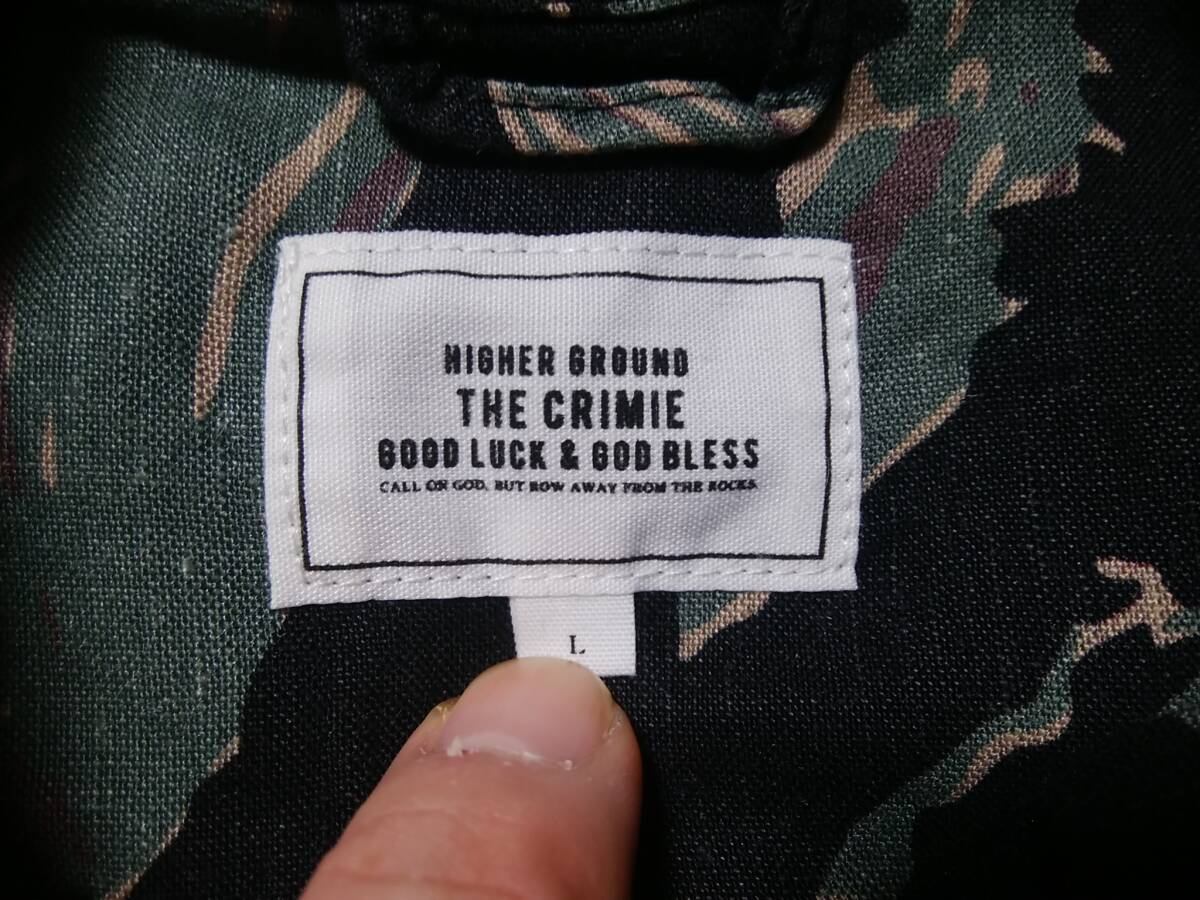 HIGHER GROUND
THE CRIMIE
GOOD LUCK & GOD BLESS
CALL ON GOD, BUT ROW AWAY FROM THE ROCKS
L